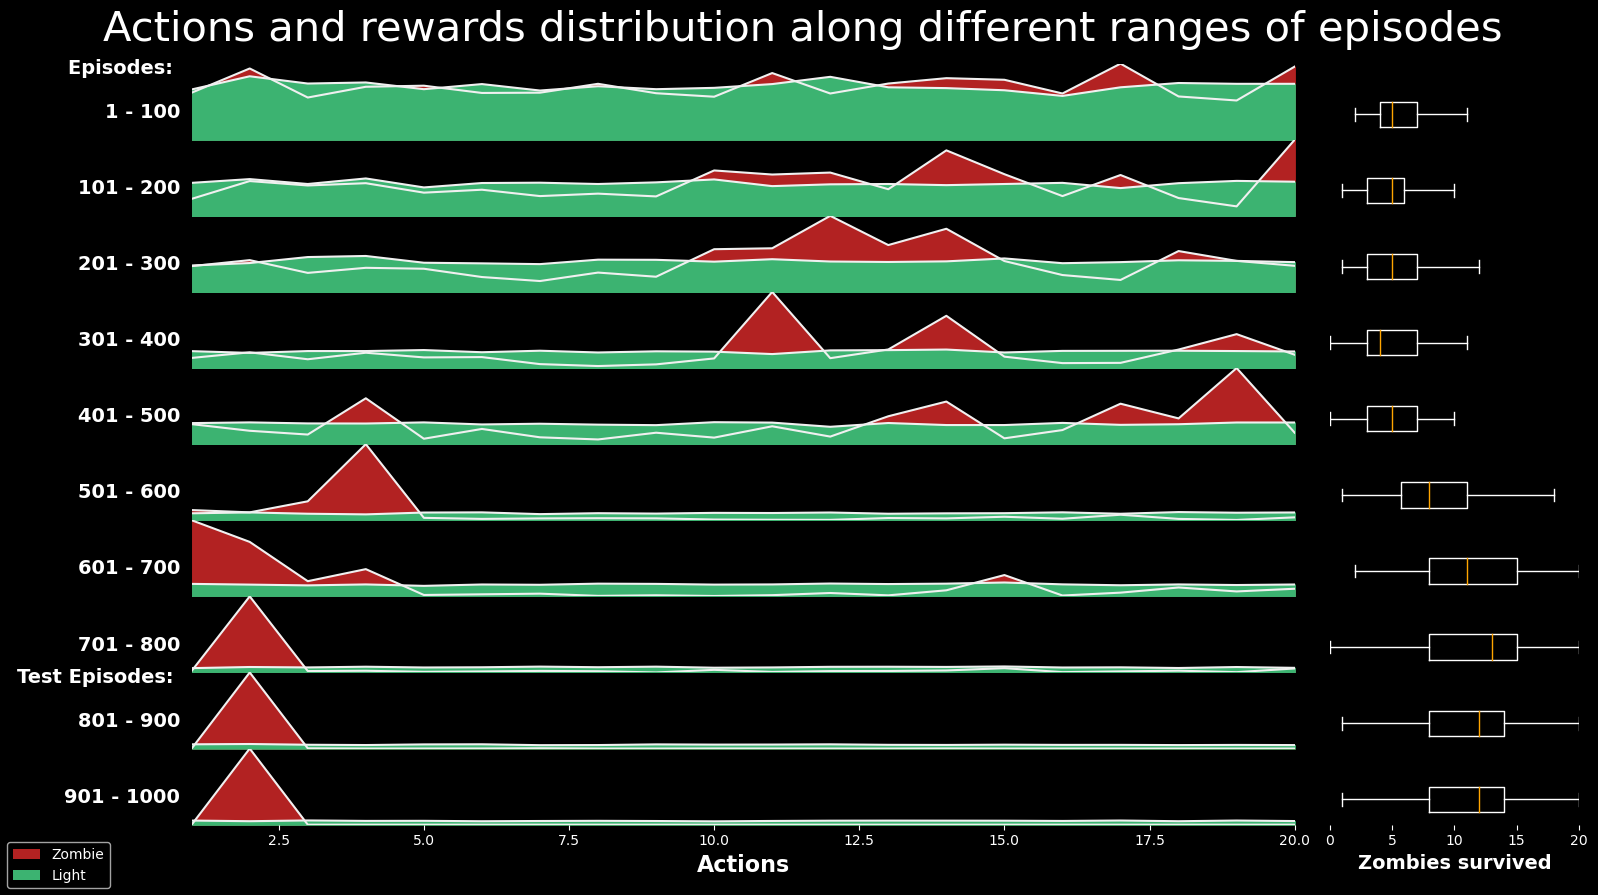 Actions and rewards distribution along different ranges of episodes
Episodes:
1 - 100
101 - 200
201 - 300
301 - 400
401 - 500
501 - 600
601 - 700
701 - 800
Test Episodes:
801 - 900
901 - 1000
2.5 5.0 7.5 10.0 12.5 15.0 17.5 20.0
0 5 10 15 20
Actions
Zombies survived
Zombie
Light